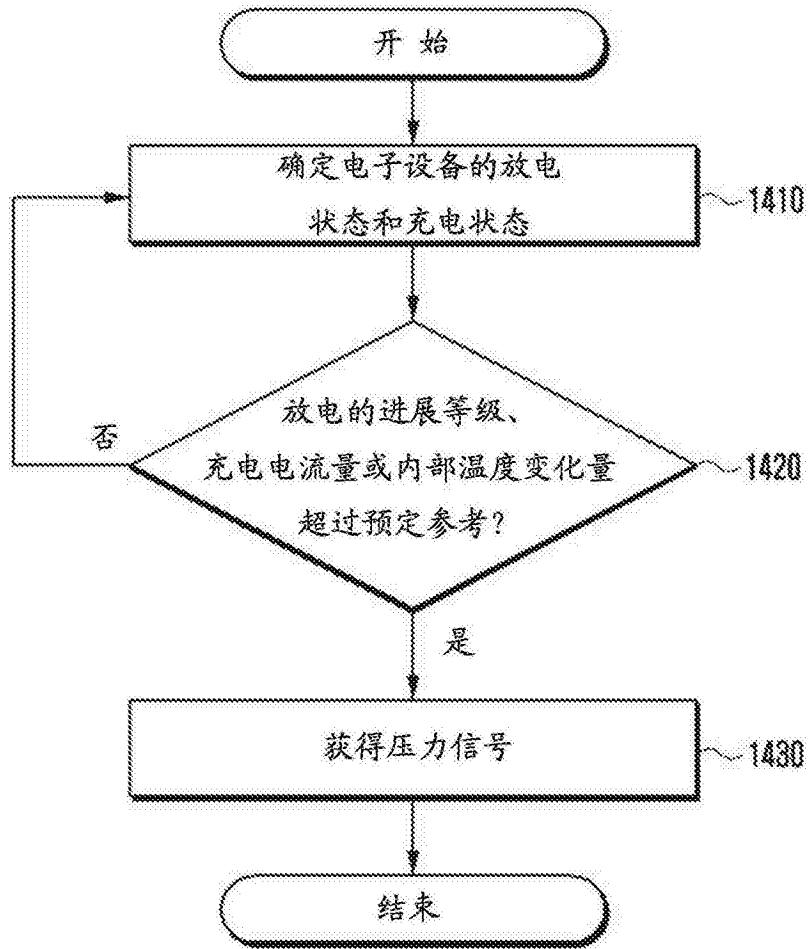 开 始
确定电子设备的放电
状态和充电状态
1410
放电的进展等级、
充电电流量或内部温度变化量
超过预定参考？
否
1420
是
获得压力信号
1430
结束